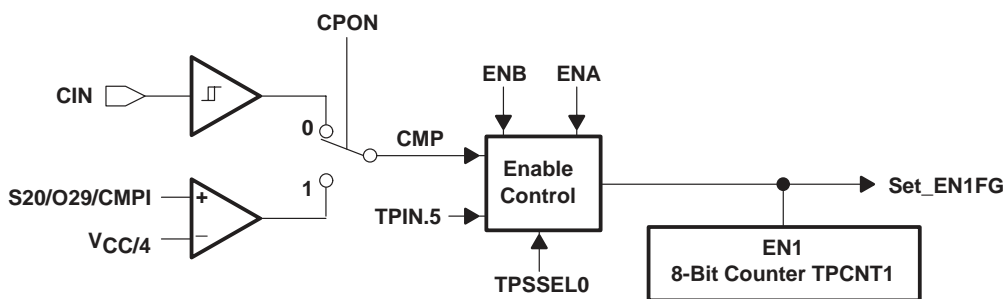 CPON
CIN
ENB
ENA
0
CMP
Enable
Control
1
S20/O29/CMPI
+
VCC/4
–
TPIN.5
TPSSEL0
Set_EN1FG
EN1
8-Bit Counter TPCNT1